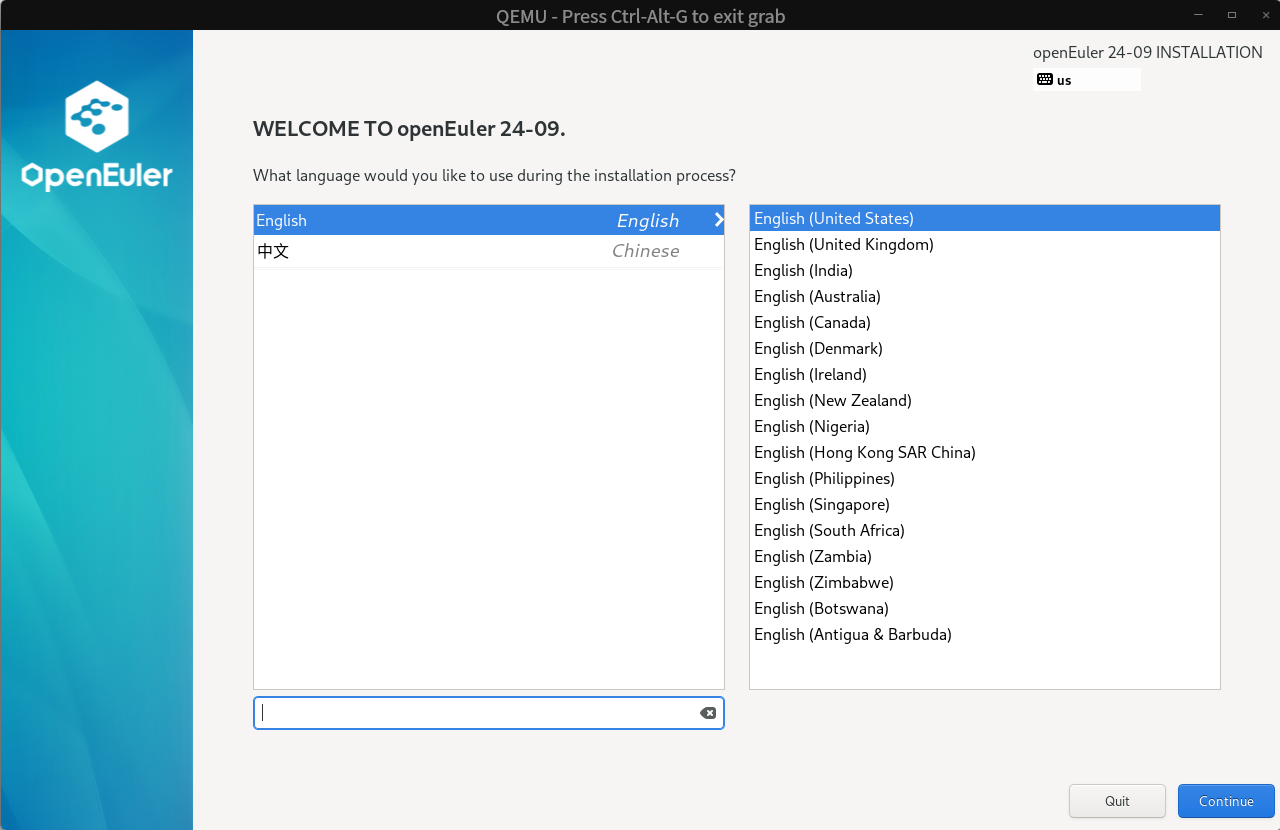 QEMU - Press Ctrl-Alt-G to exit grab
OpenEuler
openEuler 24-09 INSTALLATION
us
WELCOME TO openEuler 24-09.
What language would you like to use during the installation process?
English English
中文 Chinese
English (United States)
English (United Kingdom)
English (India)
English (Australia)
English (Canada)
English (Denmark)
English (Ireland)
English (New Zealand)
English (Nigeria)
English (Hong Kong SAR China)
English (Philippines)
English (Singapore)
English (South Africa)
English (Zambia)
English (Zimbabwe)
English (Botswana)
English (Antigua & Barbuda)
Quit
Continue